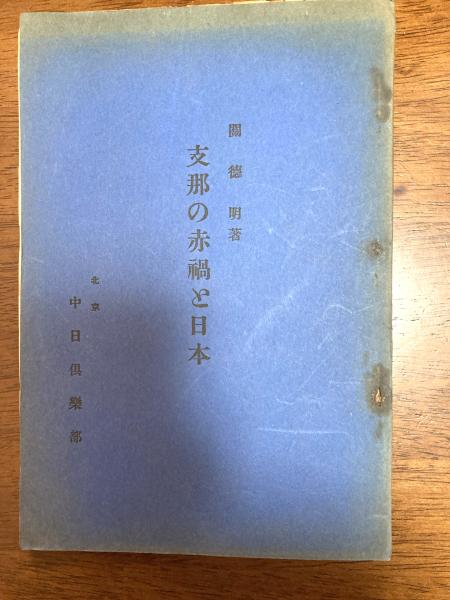 關德明著
支那の赤禍と日本
北京
中日俱樂部